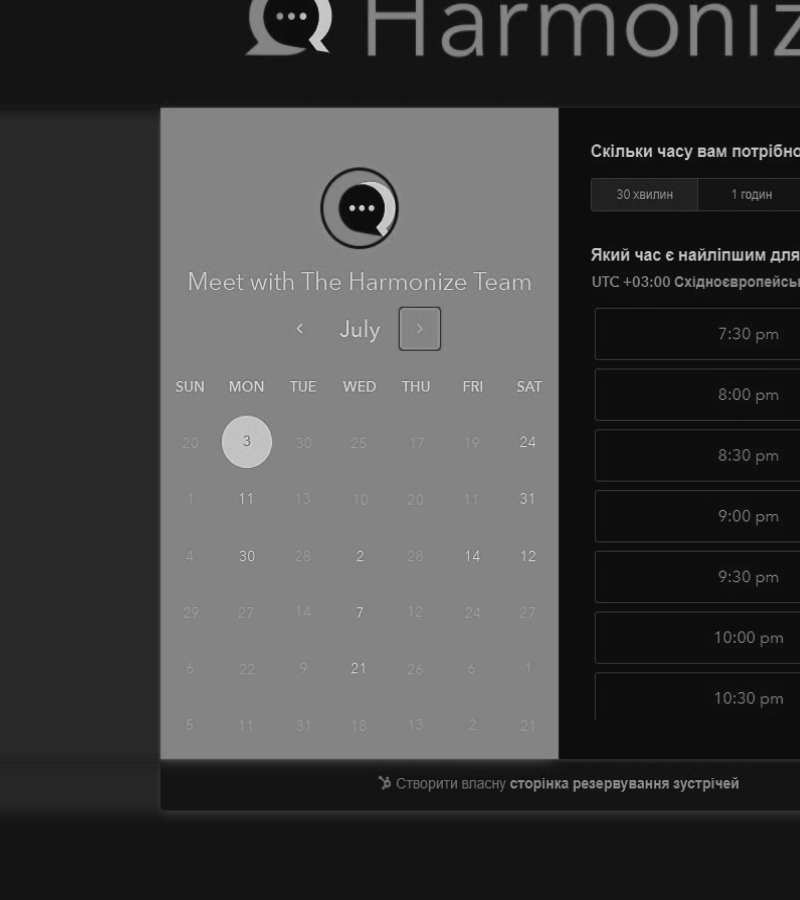 Harmoniz
Meet with The Harmonize Team
July
SUN MON TUE WED THU FRI SAT
20 3 30 25 17 19 24
1 11 13 10 20 11 31
4 30 28 2 28 14 12
29 27 14 7 12 24 27
6 22 9 21 26 6 1
5 11 31 18 13 2 21
Скільки часу вам потрібно
30 хвилин 1 годин
Який час є найліпшим для
UTC +03:00 Східноєвропейсь
7:30 pm
8:00 pm
8:30 pm
9:00 pm
9:30 pm
10:00 pm
10:30 pm
Створити власну сторінка резервування зустрічей